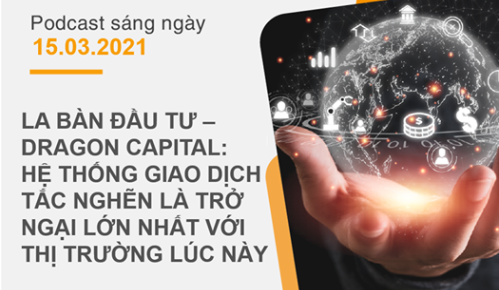 Podcast sáng ngày
15.03.2021
LA BÀN ĐẦU TƯ –
DRAGON CAPITAL:
HỆ THỐNG GIAO DỊCH
TẮC NGHẼN LÀ TRỞ
NGẠI LỚN NHẤT VỚI
THỊ TRƯỜNG LÚC NÀY